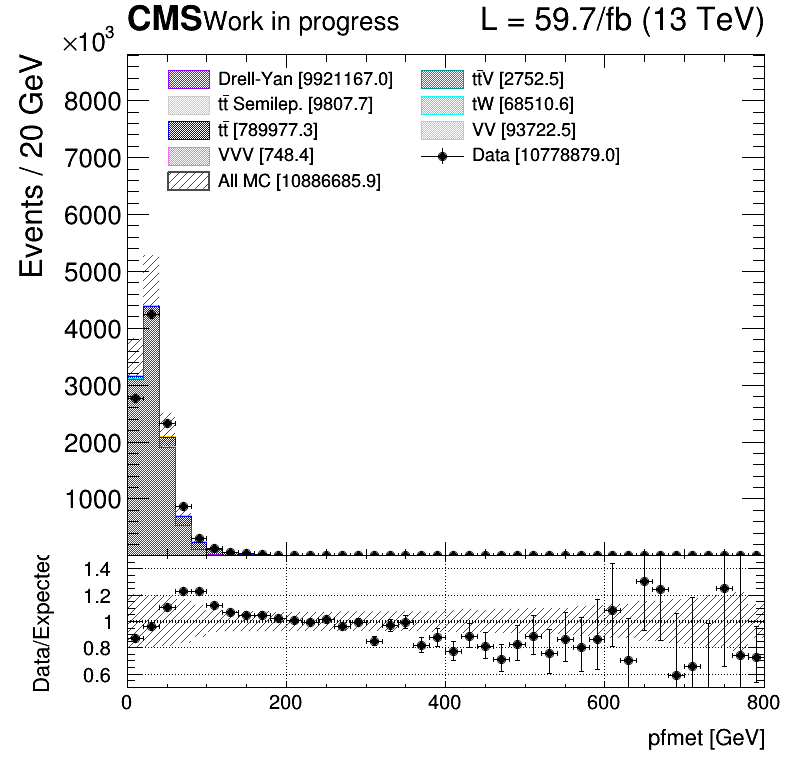 CMS Work in progress L = 59.7/fb (13 TeV)
×10³
Events / 20 GeV
Drell-Yan [9921167.0]
tt̄ Semilep. [9807.7]
tt̄ [789977.3]
VVV [748.4]
All MC [10886685.9]
tt̄V [2752.5]
tW [68510.6]
VV [93722.5]
Data [10778879.0]
8000
7000
6000
5000
4000
3000
2000
1000
Data/Expected
1.4
1.2
1
0.8
0.6
0 200 400 600 800
pfmet [GeV]